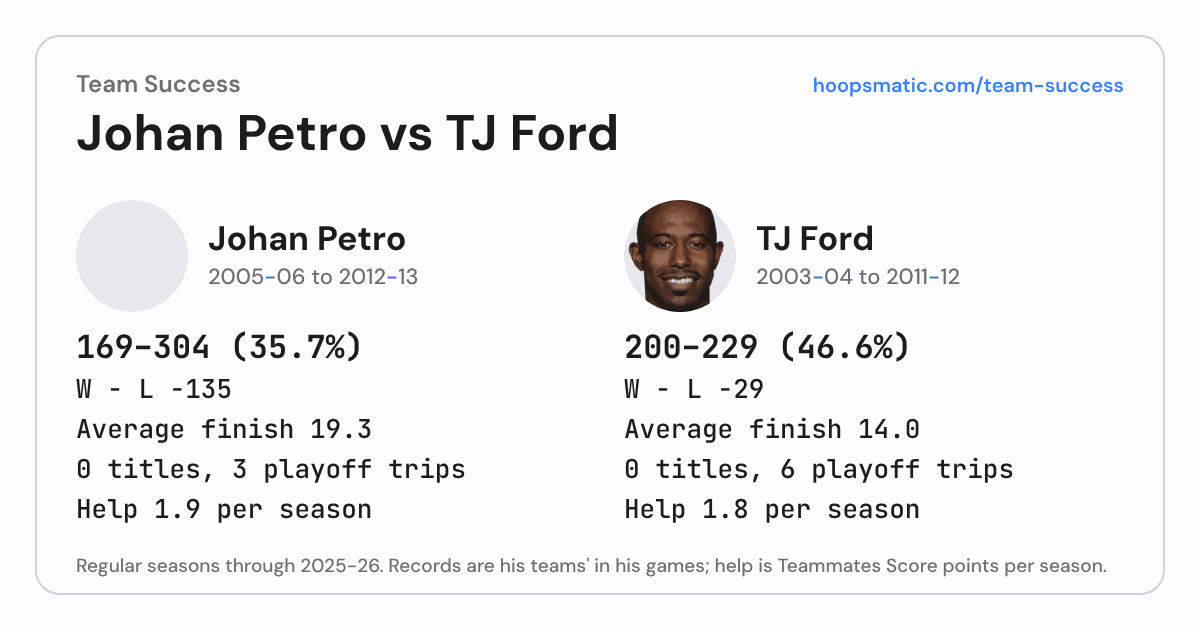 Team Success
hoopsmatic.com/team-success
Johan Petro vs TJ Ford
Johan Petro
2005-06 to 2012-13
169-304 (35.7%)
W - L -135
Average finish 19.3
0 titles, 3 playoff trips
Help 1.9 per season
TJ Ford
2003-04 to 2011-12
200-229 (46.6%)
W - L -29
Average finish 14.0
0 titles, 6 playoff trips
Help 1.8 per season
Regular seasons through 2025-26. Records are his teams' in his games; help is Teammates Score points per season.